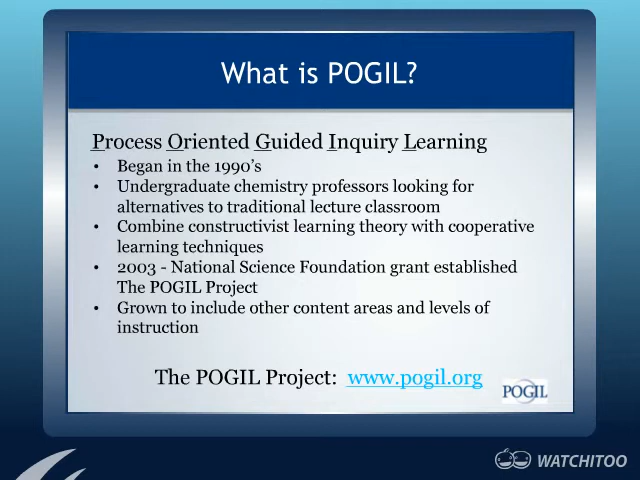 What is POGIL?
Process Oriented Guided Inquiry Learning
• Began in the 1990's
• Undergraduate chemistry professors looking for
alternatives to traditional lecture classroom
• Combine constructivist learning theory with cooperative
learning techniques
• 2003 - National Science Foundation grant established
The POGIL Project
• Grown to include other content areas and levels of
instruction
The POGIL Project: www.pogil.org
POGIL
WATCHITOO